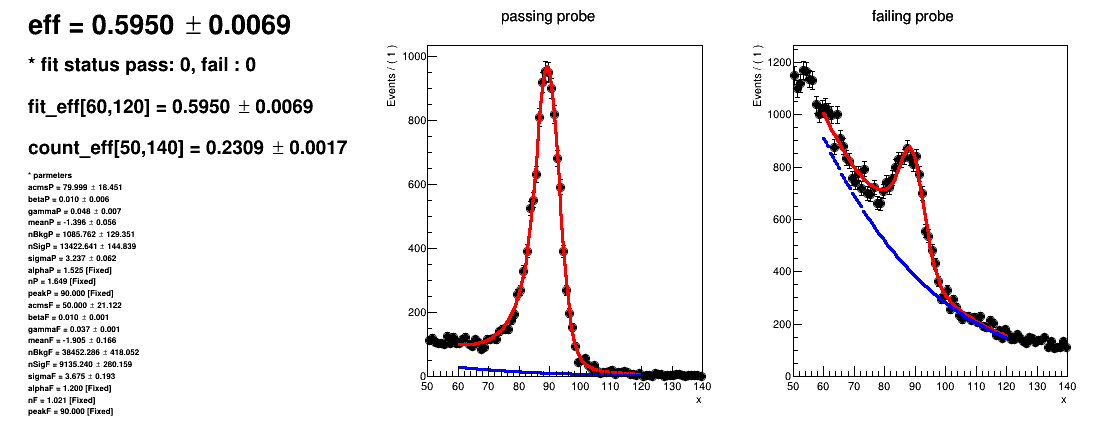 eff = 0.5950 ± 0.0069
* fit status pass: 0, fail : 0
fit_eff[60,120] = 0.5950 ± 0.0069
count_eff[50,140] = 0.2309 ± 0.0017
* parmeters
acmsP = 79.999 ± 18.451
betaP = 0.010 ± 0.006
gammaP = 0.048 ± 0.007
meanP = -1.396 ± 0.056
nBkgP = 1085.762 ± 129.351
nSigP = 13422.641 ± 144.839
sigmaP = 3.237 ± 0.062
alphaP = 1.525 [Fixed]
nP = 1.649 [Fixed]
peakP = 90.000 [Fixed]
acmsF = 50.000 ± 21.122
betaF = 0.010 ± 0.001
gammaF = 0.037 ± 0.001
meanF = -1.905 ± 0.166
nBkgF = 38452.286 ± 418.052
nSigF = 9135.240 ± 280.159
sigmaF = 3.675 ± 0.193
alphaF = 1.200 [Fixed]
nF = 1.021 [Fixed]
peakF = 90.000 [Fixed]
passing probe
Events / ( 1 )
1000
800
600
400
200
0
50 60 70 80 90 100 110 120 130 140
x
failing probe
Events / ( 1 )
1200
1000
800
600
400
200
0
50 60 70 80 90 100 110 120 130 140
x